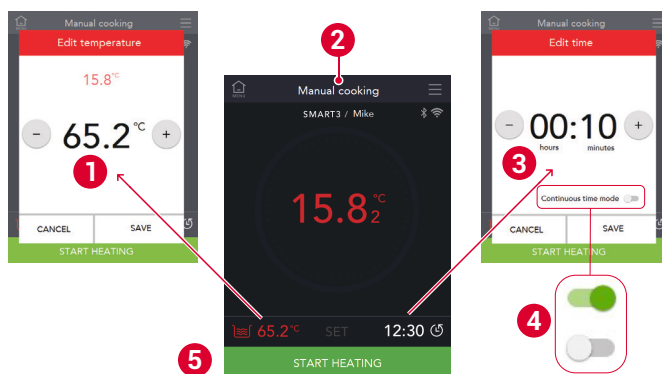 Manual cooking
Edit temperature
15.8°C
- 65.2°C +
1
CANCEL SAVE
START HEATING
2
MENU
Manual cooking
SMART3 / Mike
15.8°C
2
65.2°C SET 12:30
START HEATING
5
Manual cooking
Edit time
- 00:10 +
hours minutes
3
Continuous time mode
CANCEL SAVE
START HEATING
4